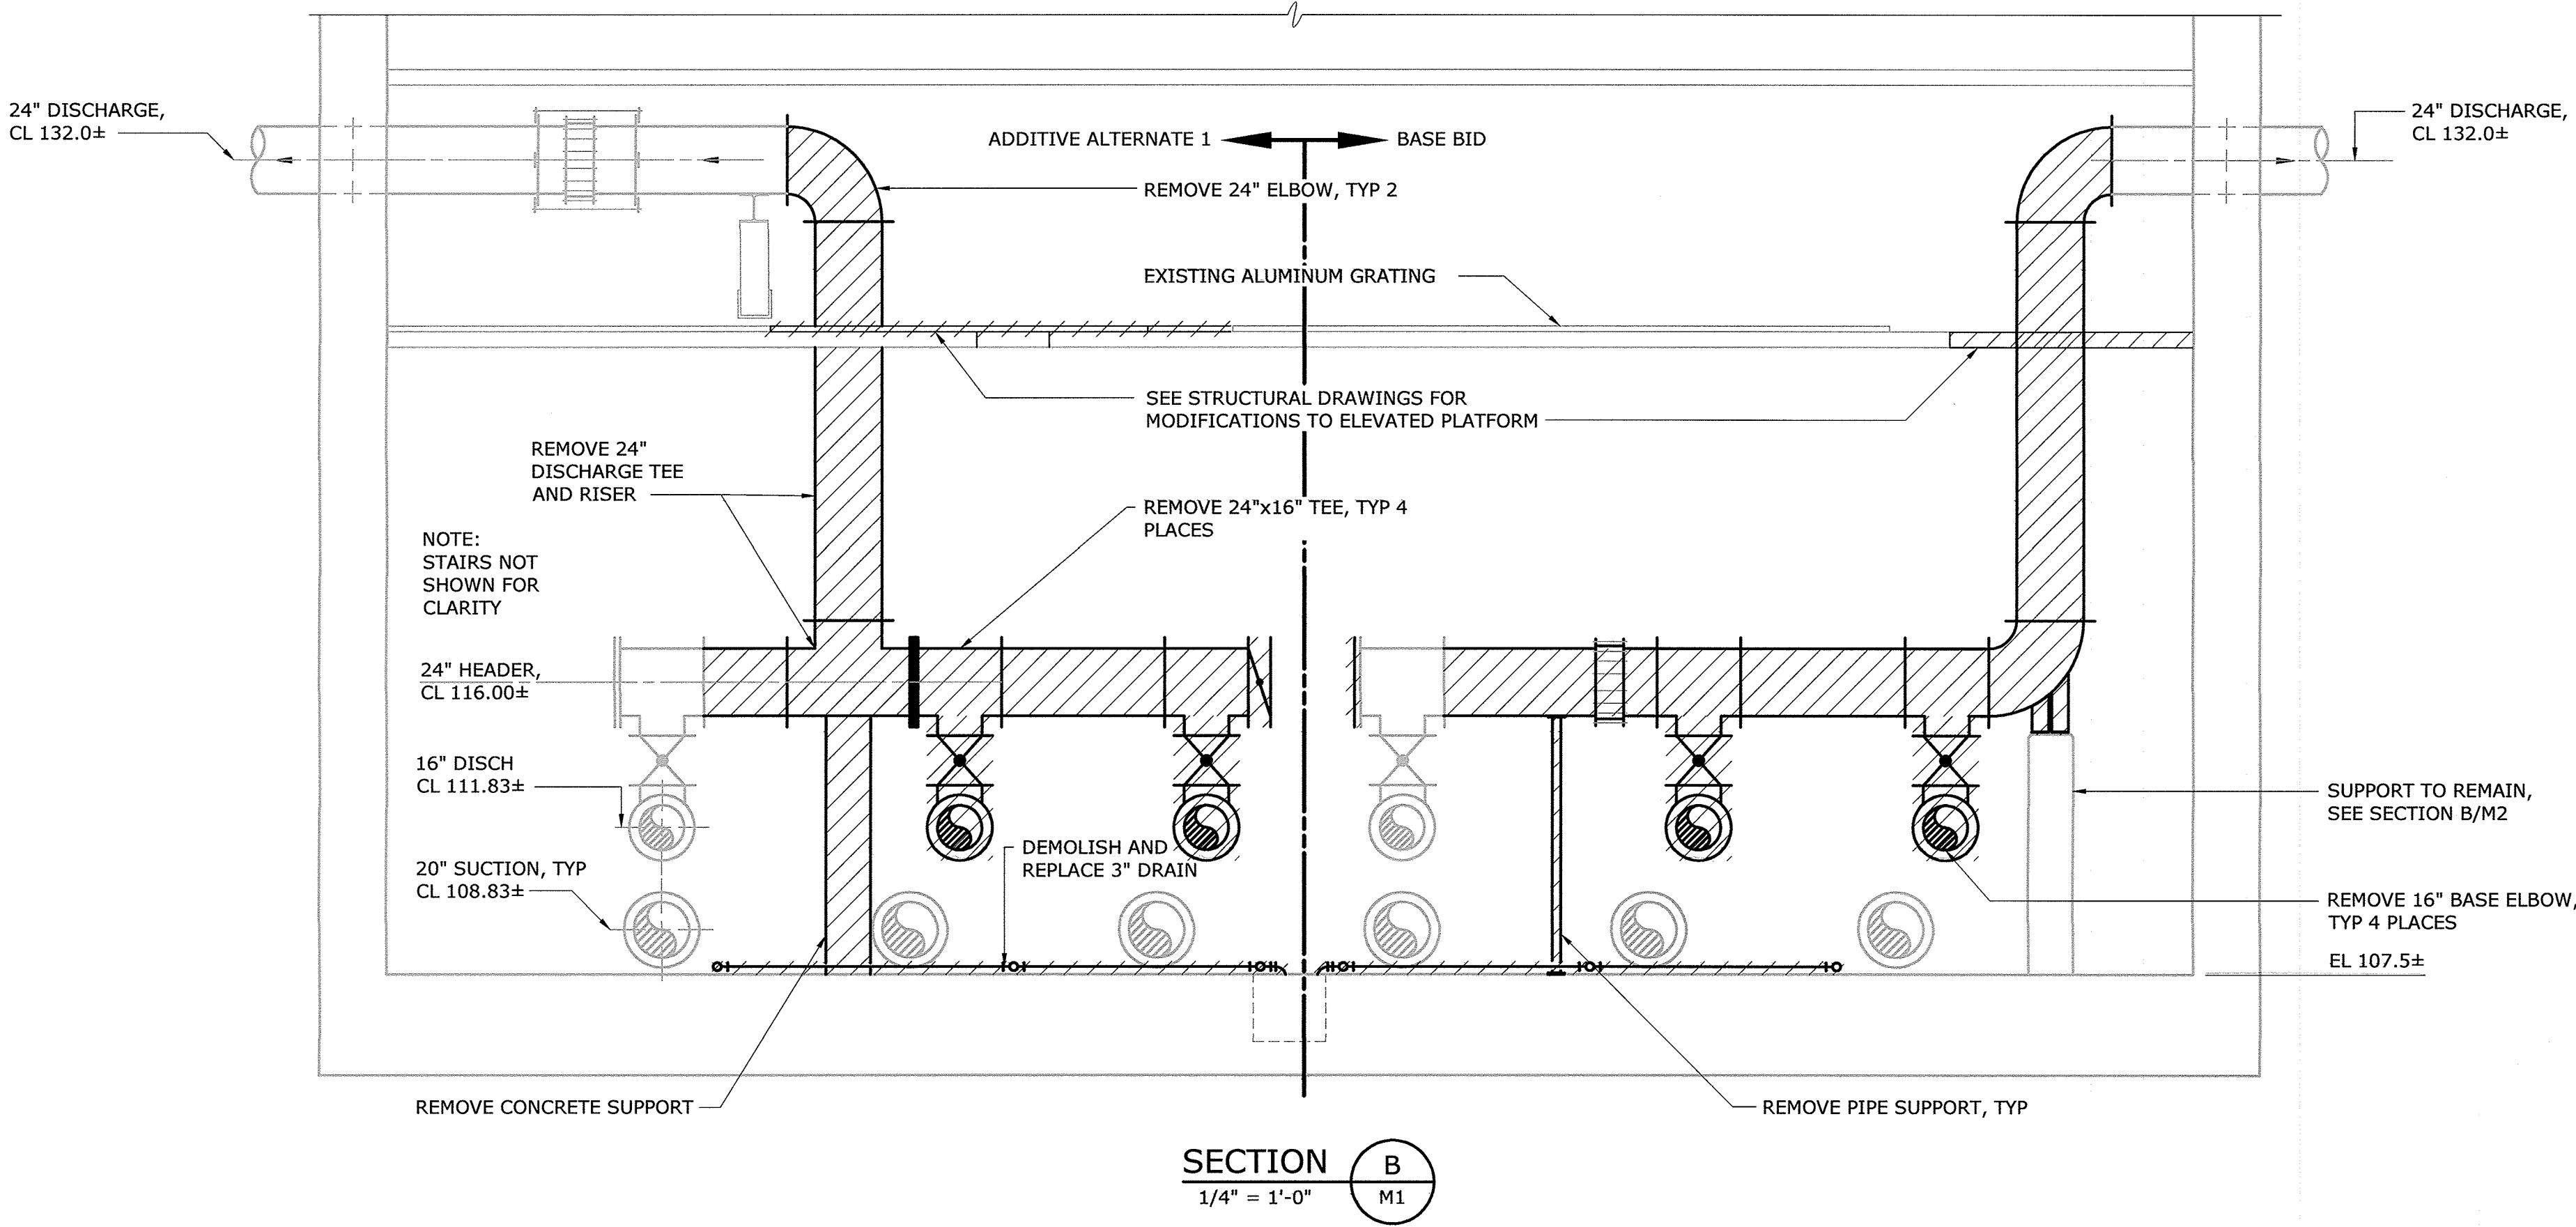 24" DISCHARGE,
CL 132.0±
ADDITIVE ALTERNATE 1
BASE BID
24" DISCHARGE,
CL 132.0±
REMOVE 24" ELBOW, TYP 2
EXISTING ALUMINUM GRATING
SEE STRUCTURAL DRAWINGS FOR
MODIFICATIONS TO ELEVATED PLATFORM
REMOVE 24"
DISCHARGE TEE
AND RISER
REMOVE 24"x16" TEE, TYP 4
PLACES
NOTE:
STAIRS NOT
SHOWN FOR
CLARITY
24" HEADER,
CL 116.00±
16" DISCH
CL 111.83±
20" SUCTION, TYP
CL 108.83±
DEMOLISH AND
REPLACE 3" DRAIN
SUPPORT TO REMAIN,
SEE SECTION B/M2
REMOVE 16" BASE ELBOW,
TYP 4 PLACES
EL 107.5±
REMOVE CONCRETE SUPPORT
REMOVE PIPE SUPPORT, TYP
SECTION
1/4" = 1'-0"
B
M1